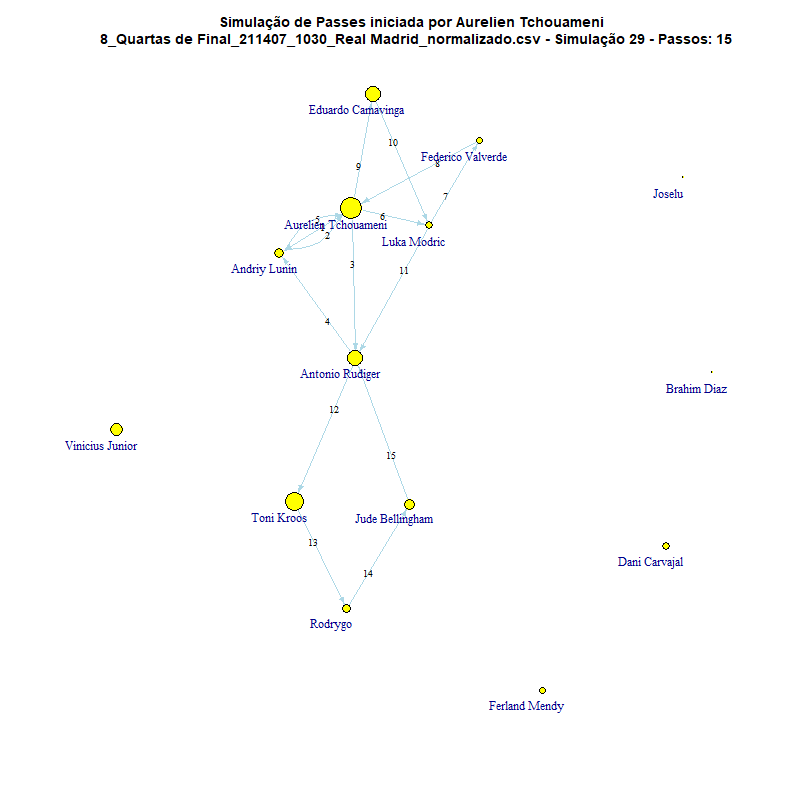 Simulação de Passes iniciada por Aurelien Tchouameni
8_Quartas de Final_211407_1030_Real Madrid_normalizado.csv - Simulação 29 - Passos: 15
Eduardo Camavinga
10
Federico Valverde
9
8
Joselu
7
5
6
Aurelien Tchouameni
2
Luka Modric
3
Andriy Lunin
11
4
Antonio Rudiger
Brahim Diaz
12
Vinicius Junior
15
Toni Kroos
Jude Bellingham
13
Dani Carvajal
14
Rodrygo
Ferland Mendy